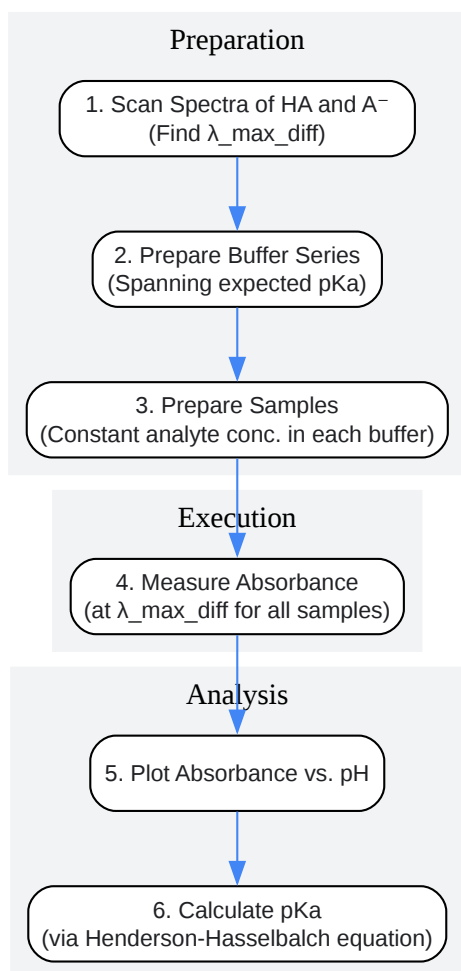 Preparation
1. Scan Spectra of HA and A⁻
(Find λ_max_diff)
2. Prepare Buffer Series
(Spanning expected pKa)
3. Prepare Samples
(Constant analyte conc. in each buffer)
Execution
4. Measure Absorbance
(at λ_max_diff for all samples)
Analysis
5. Plot Absorbance vs. pH
6. Calculate pKa
(via Henderson-Hasselbalch equation)